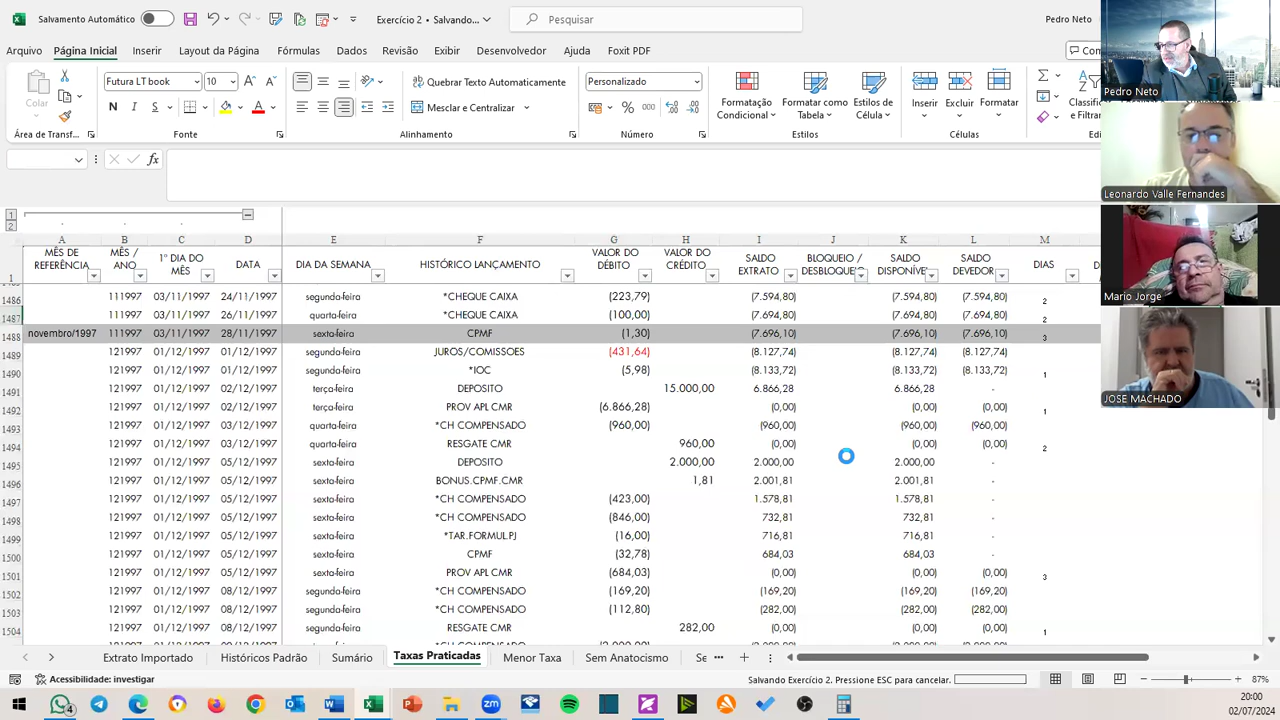 Salvamento Automático Exercício 2 - Salvando... Pesquisar Pedro Neto
Arquivo Página Inicial Inserir Layout da Página Fórmulas Dados Revisão Exibir Desenvolvedor Ajuda Foxit PDF
Colar Futura LT book 10 Quebrar Texto Automaticamente Personalizado Formatação Condicional Formatar como Tabela Estilos de Célula Inserir Excluir Formatar
N I S Mesclar e Centralizar % 000
Fonte Alinhamento Número Estilos Células
fx
1
2
A B C D E F G H I J K L M
MÊS DE REFERÊNCIA MÊS / ANO 1º DIA DO MÊS DATA DIA DA SEMANA HISTÓRICO LANÇAMENTO VALOR DO DÉBITO VALOR DO CRÉDITO SALDO EXTRATO BLOQUEIO / SALDO SALDO DEVEDOR DIAS
1486 111997 03/11/1997 24/11/1997 segunda-feira *CHEQUE CAIXA (223,79) (7.594,80) (7.594,80) (7.594,80) 2
1487 111997 03/11/1997 26/11/1997 quarta-feira *CHEQUE CAIXA (100,00) (7.694,80) (7.694,80) (7.694,80) 2
1488 novembro/1997 111997 03/11/1997 28/11/1997 sexta-feira CPMF (1,30) (7.696,10) (7.696,10) (7.696,10) 3
1489 121997 01/12/1997 01/12/1997 segunda-feira JUROS/COMISSOES (431,64) (8.127,74) (8.127,74) (8.127,74)
1490 121997 01/12/1997 01/12/1997 segunda-feira *IOC (5,98) (8.133,72) (8.133,72) (8.133,72) 1
1491 121997 01/12/1997 02/12/1997 terça-feira DEPOSITO 15.000,00 6.866,28 6.866,28 -
1492 121997 01/12/1997 02/12/1997 terça-feira PROV APL CMR (6.866,28) (0,00) (0,00) (0,00) 1
1493 121997 01/12/1997 03/12/1997 quarta-feira *CH COMPENSADO (960,00) (960,00) (960,00) (960,00)
1494 121997 01/12/1997 03/12/1997 quarta-feira RESGATE CMR 960,00 (0,00) (0,00) (0,00) 2
1495 121997 01/12/1997 05/12/1997 sexta-feira DEPOSITO 2.000,00 2.000,00 2.000,00 -
1496 121997 01/12/1997 05/12/1997 sexta-feira BONUS.CPMF.CMR 1,81 2.001,81 2.001,81 -
1497 121997 01/12/1997 05/12/1997 sexta-feira *CH COMPENSADO (423,00) 1.578,81 1.578,81 -
1498 121997 01/12/1997 05/12/1997 sexta-feira *CH COMPENSADO (846,00) 732,81 732,81 -
1499 121997 01/12/1997 05/12/1997 sexta-feira *TAR.FORMUL.PJ (16,00) 716,81 716,81 -
1500 121997 01/12/1997 05/12/1997 sexta-feira CPMF (32,78) 684,03 684,03 -
1501 121997 01/12/1997 05/12/1997 sexta-feira PROV APL CMR (684,03) (0,00) (0,00) (0,00) 3
1502 121997 01/12/1997 08/12/1997 segunda-feira *CH COMPENSADO (169,20) (169,20) (169,20) (169,20)
1503 121997 01/12/1997 08/12/1997 segunda-feira *CH COMPENSADO (112,80) (282,00) (282,00) (282,00)
1504 121997 01/12/1997 08/12/1997 segunda-feira RESGATE CMR 282,00 (0,00) (0,00) (0,00) 1
Extrato Importado Históricos Padrão Sumário Taxas Praticadas Menor Taxa Sem Anatocismo
Acessibilidade: investigar Salvando Exercício 2. Pressione ESC para cancelar. 87%
4 20:00
02/07/2024
Pedro Neto
Leonardo Valle Fernandes
Mario Jorge
JOSE MACHADO